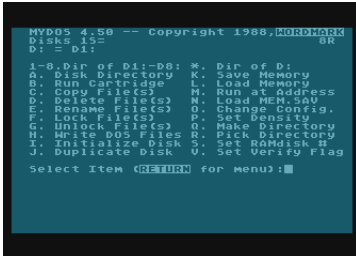 MYDOS 4.50 -- Copyright 1988,WORDMARK
Disks 15= 8R
D: = D1:
1-8.Dir of D1:-D8: *. Dir of D:
A. Disk Directory K. Save Memory
B. Run Cartridge L. Load Memory
C. Copy File(s) M. Run at Address
D. Delete File(s) N. Load MEM.SAV
E. Rename File(s) O. Change Config.
F. Lock File(s) P. Set Density
G. Unlock File(s) Q. Make Directory
H. Write DOS Files R. Pick Directory
I. Initialize Disk S. Set RAMdisk #
J. Duplicate Disk V. Set Verify Flag
Select Item (RETURN for menu):